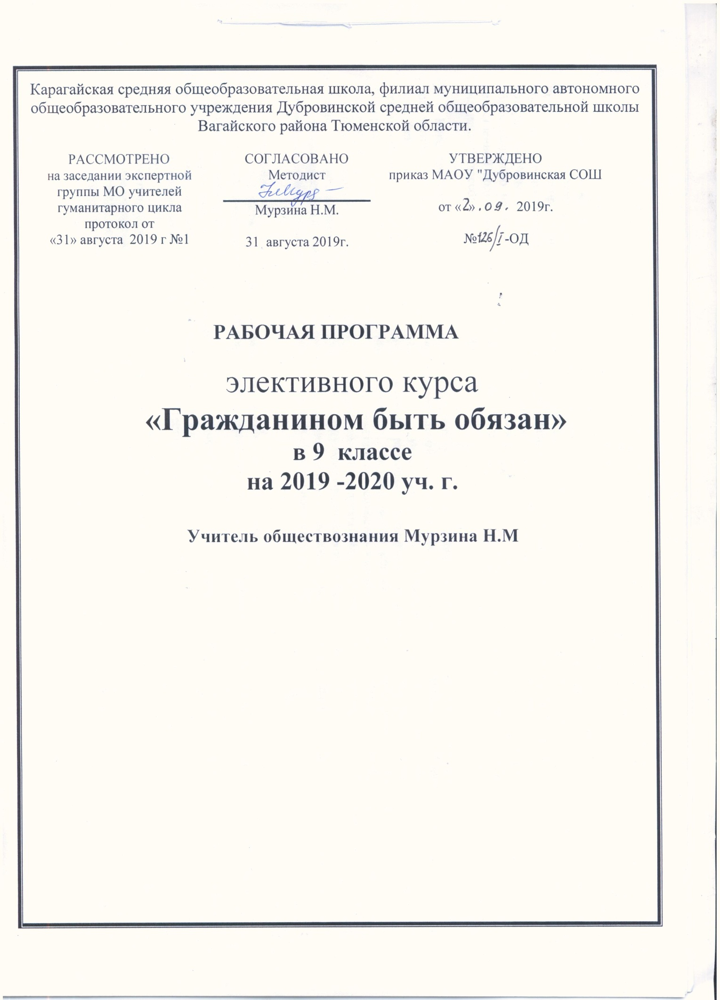 Карагайская средняя общеобразовательная школа, филиал муниципального автономного
общеобразовательного учреждения Дубровинской средней общеобразовательной школы
Вагайского района Тюменской области.
РАССМОТРЕНО
на заседании экспертной
группы МО учителей
гуманитарного цикла
протокол от
«31» августа 2019 г №1
СОГЛАСОВАНО
Методист
Мурзина Н.М.
31 августа 2019г.
УТВЕРЖДЕНО
приказ МАОУ "Дубровинская СОШ
от «2» .09. 2019г.
№126/I-ОД
РАБОЧАЯ ПРОГРАММА
элективного курса
«Гражданином быть обязан»
в 9 классе
на 2019 -2020 уч. г.
Учитель обществознания Мурзина Н.М